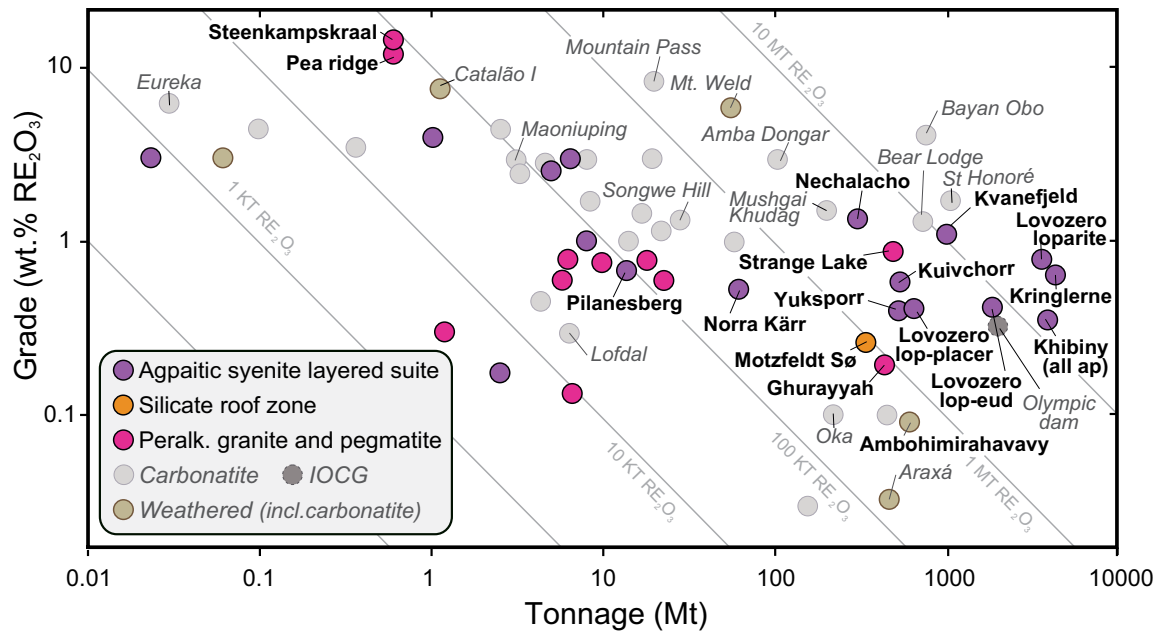 Steenkampskraal
Pea ridge
Eureka
Catalão I
Mountain Pass
Mt. Weld
10 MT RE₂O₃
Bayan Obo
Maoniuping
Amba Dongar
Bear Lodge
St Honoré
Nechalacho
Songwe Hill
Mushgai
Khudag
Kvanefjeld
Lovozero
loparite
1 KT RE₂O₃
Strange Lake
Kuivchorr
Pilanesberg
Norra Kärr
Yuksporr
Kringlerne
Lofdal
Motzfeldt Sø
Lovozero
lop-placer
Khibiny
(all ap)
Ghurayyah
Lovozero
lop-eud
Olympic
dam
Oka
Ambohimirahavavy
Araxá
10 KT RE₂O₃
100 KT RE₂O₃
1 MT RE₂O₃
Agpaitic syenite layered suite
Silicate roof zone
Peralk. granite and pegmatite
Carbonatite IOCG
Weathered (incl.carbonatite)
Grade (wt.% RE₂O₃)
10
1
0.1
0.01 0.1 1 10 100 1000 10000
Tonnage (Mt)